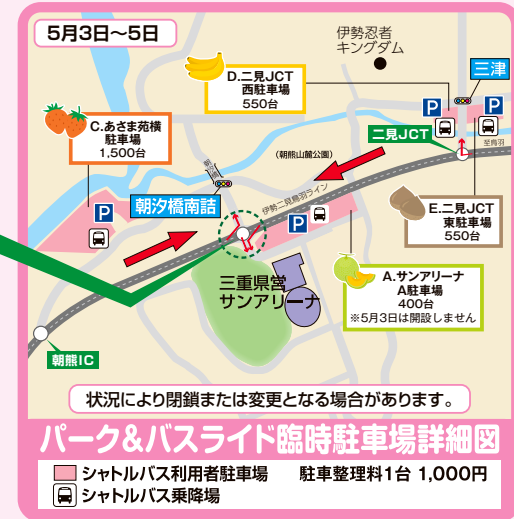 5月3日～5日
伊勢忍者
キングダム
D.二見JCT
西駐車場
550台
三津
P
P
C.あさま苑横
駐車場
1,500台
二見JCT
至鳥羽
(朝熊山麓公園)
朝汐橋南詰
伊勢二見鳥羽ライン
P
P
E.二見JCT
東駐車場
550台
A.サンアリーナ
A駐車場
400台
※5月3日は開設しません
三重県営
サンアリーナ
朝熊IC
状況により閉鎖または変更となる場合があります。
パーク&バスライド臨時駐車場詳細図
シャトルバス利用者駐車場 駐車整理料1台 1,000円
シャトルバス乗降場